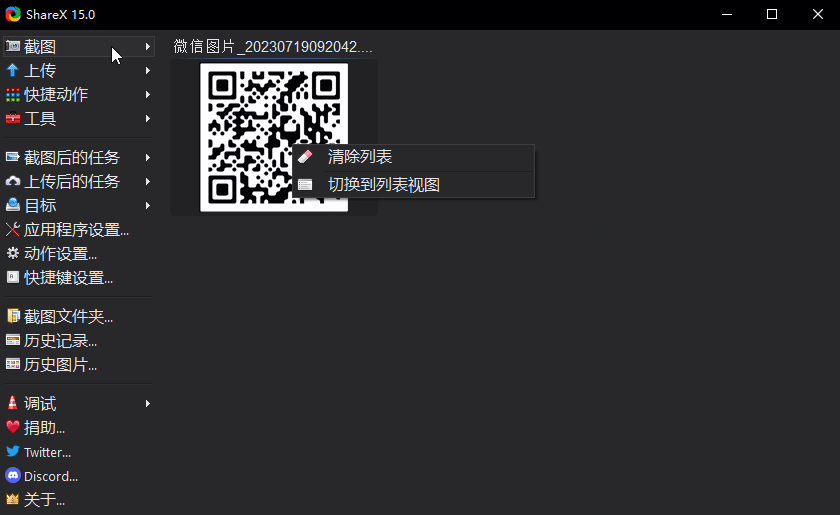 ShareX 15.0
截图
上传
快捷动作
工具
截图后的任务
上传后的任务
目标
应用程序设置...
动作设置...
快捷键设置...
截图文件夹...
历史记录...
历史图片...
调试
捐助...
Twitter...
Discord...
关于...
微信图片_20230719092042....
清除列表
切换到列表视图